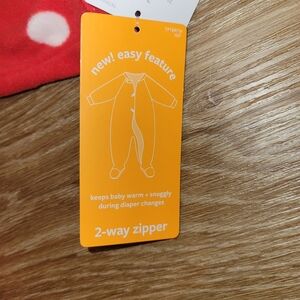 new! easy feature
keeps baby warm + snuggly
during diaper changes
2-way zipper